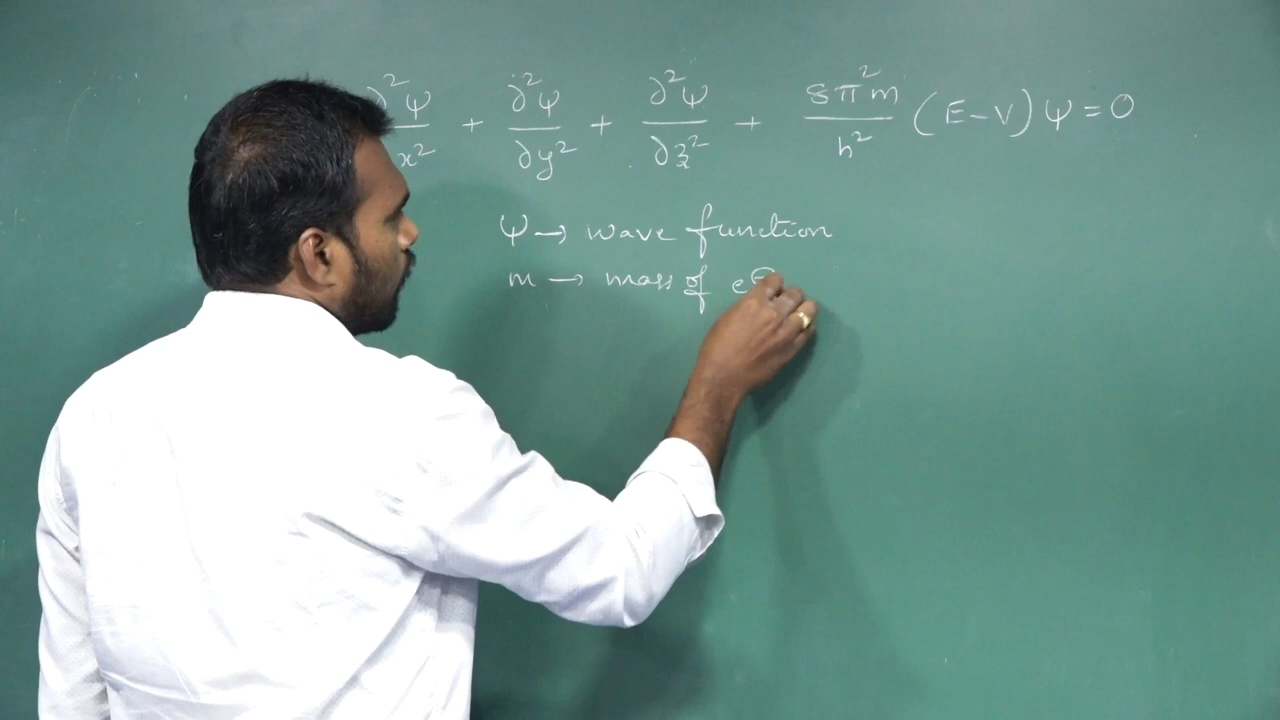 ∂²ψ/x² + ∂²ψ/∂y² + ∂²ψ/∂z² + 8π²m/h² (E-V) ψ = 0
ψ → wave function
m → mass of e